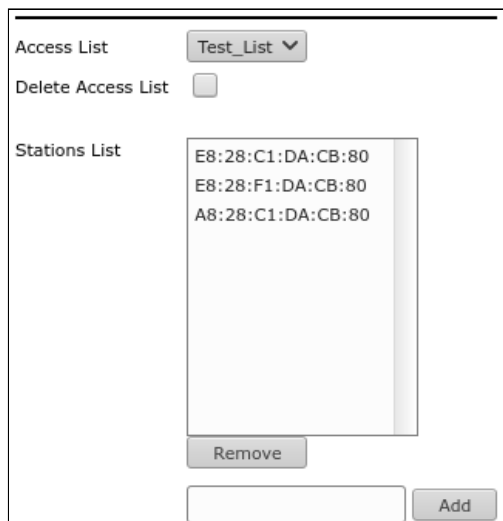 Access List Test_List
Delete Access List
Stations List
E8:28:C1:DA:CB:80
E8:28:F1:DA:CB:80
A8:28:C1:DA:CB:80
Remove
Add